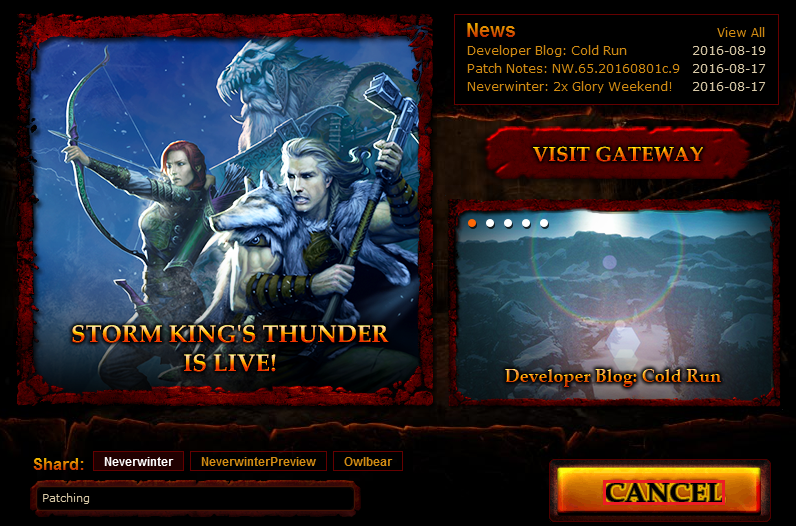 News
View All
Developer Blog: Cold Run 2016-08-19
Patch Notes: NW.65.20160801c.9 2016-08-17
Neverwinter: 2x Glory Weekend! 2016-08-17
VISIT GATEWAY
STORM KING'S THUNDER
IS LIVE!
Developer Blog: Cold Run
Shard: Neverwinter NeverwinterPreview Owlbear
Patching
CANCEL